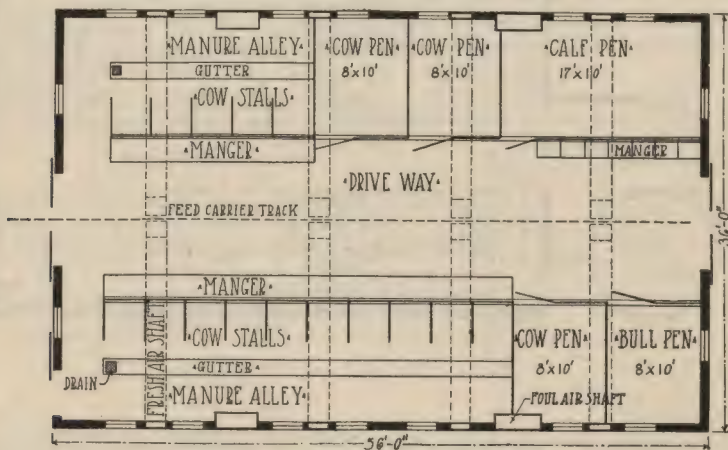 ·MANURE ALLEY·
GUTTER
·COW STALLS·
·MANGER·
·COW PEN·
8'x10'
·COW PEN·
8'x10'
·CALF PEN·
17'x10'
·MANGER·
·DRIVE WAY·
FEED CARRIER TRACK
36'-0"
·MANGER·
·COW STALLS·
·GUTTER·
·MANURE ALLEY·
FRESH AIR SHAFT
DRAIN
·COW PEN·
8'x10'
·BULL PEN·
8'x10'
FOUL AIR SHAFT
56'-0"